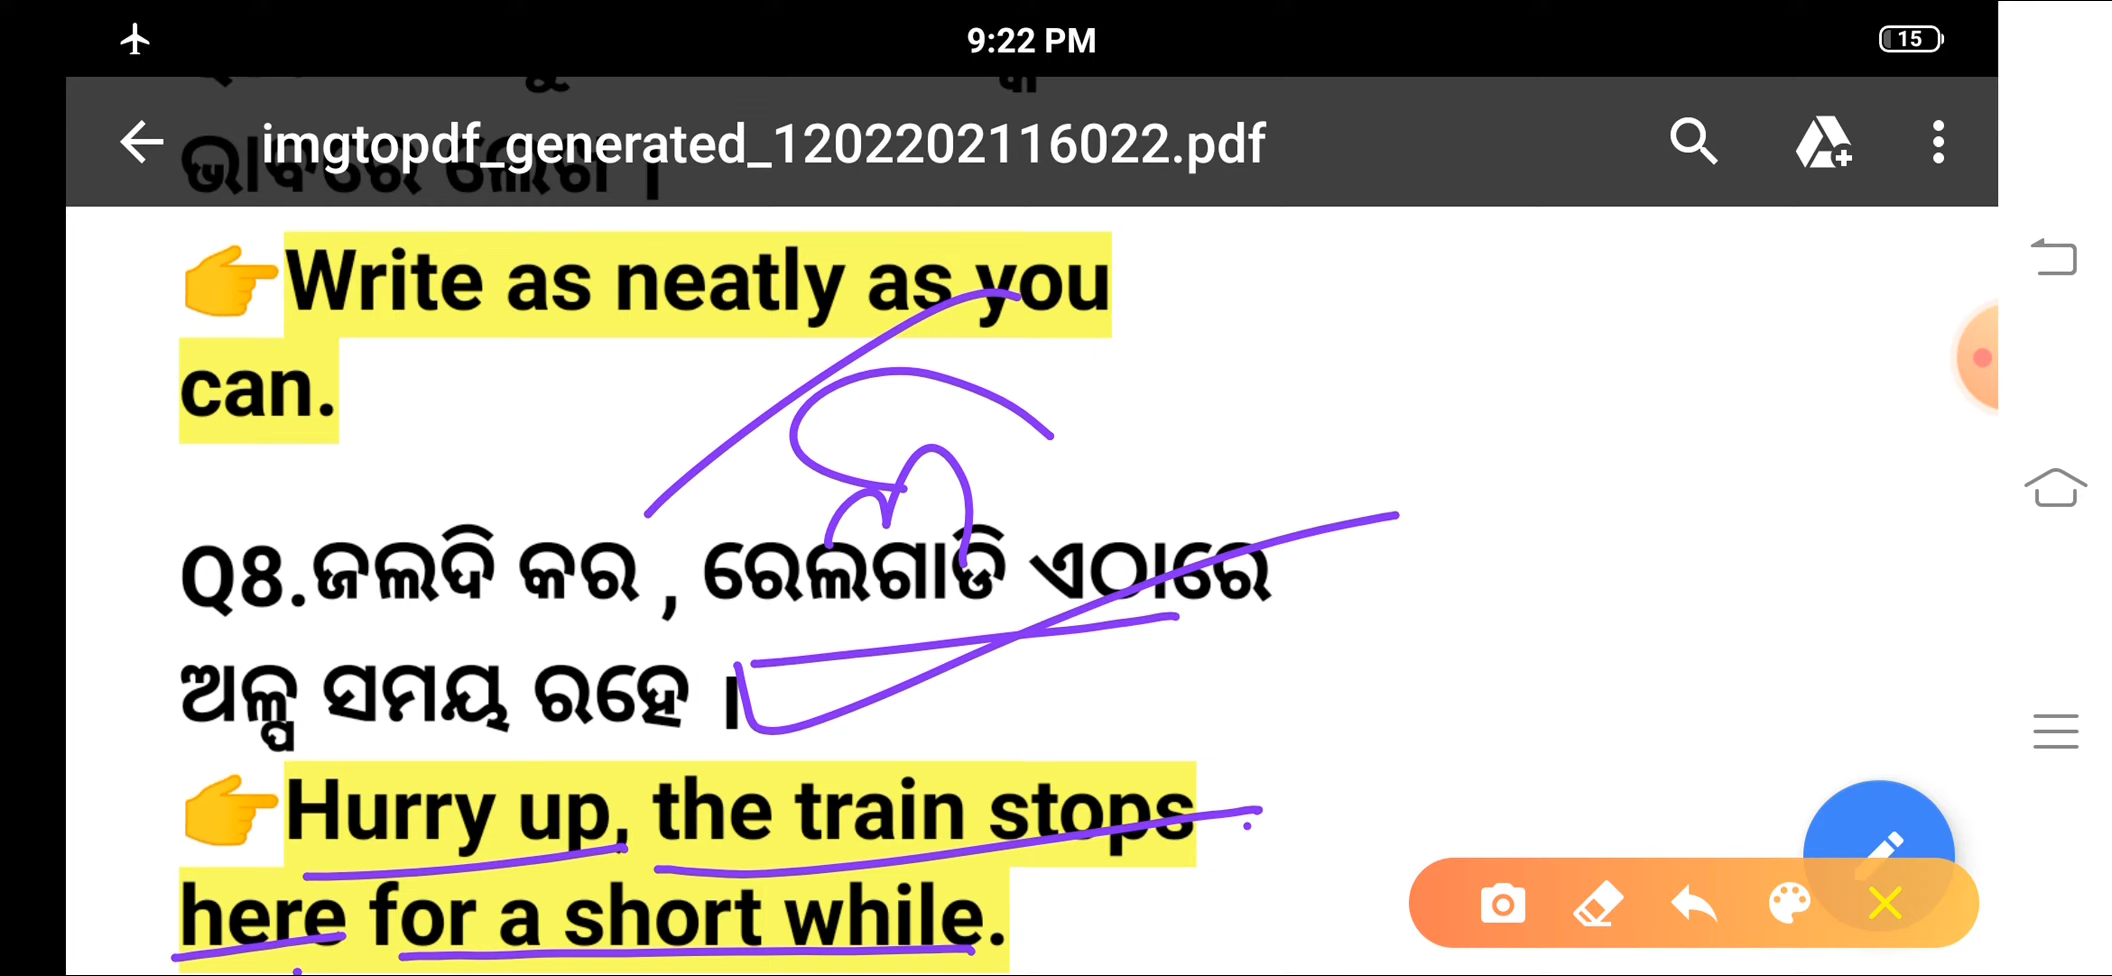 9:22 PM
15
ଭାବରେ ଲେଖ ।
imgtopdf_generated_1202202116022.pdf
👉Write as neatly as you
can.
Q8.ଜଲଦି କର , ରେଲଗାଡି ଏଠାରେ
ଅଳ୍ପ ସମୟ ରହେ ।
👉Hurry up, the train stops
here for a short while.